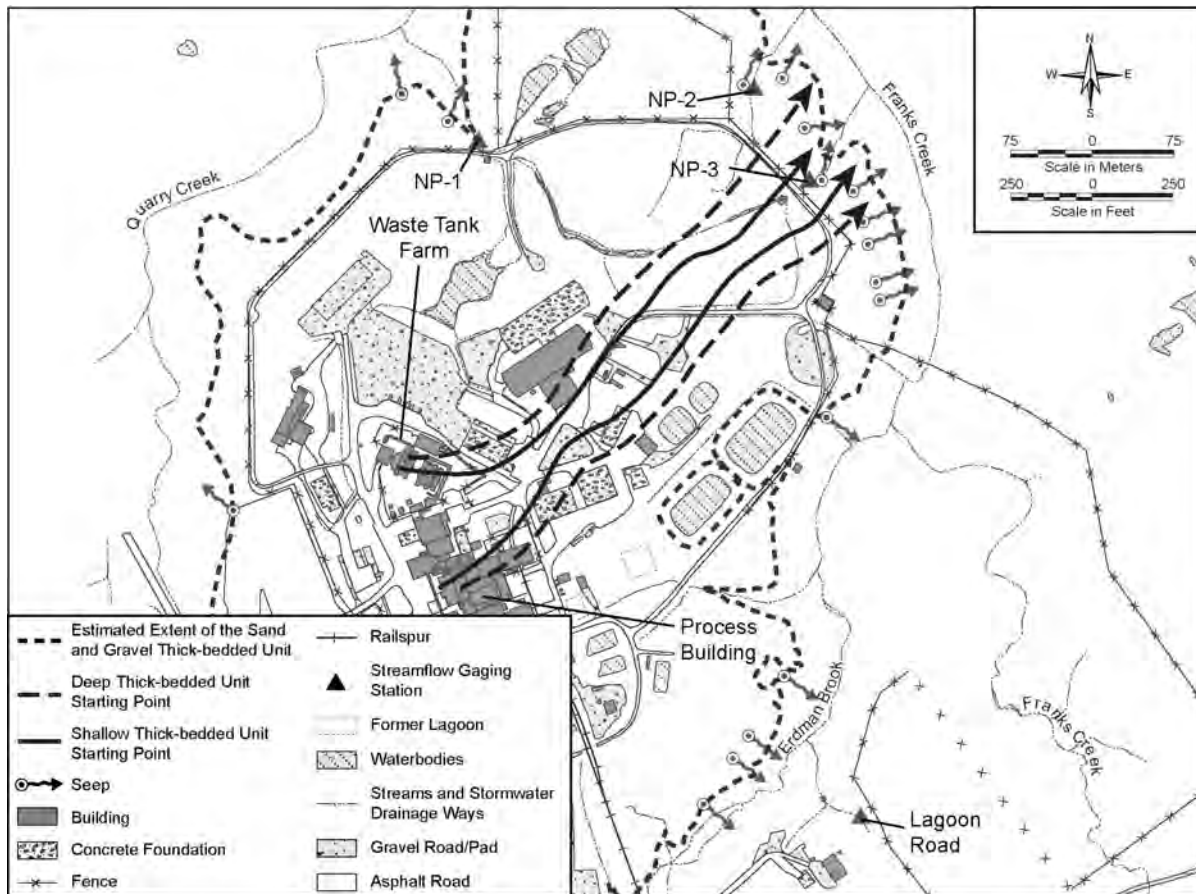 NP-2
Franks Creek
N
W
E
S
75
0
75
Scale in Meters
250
0
250
Scale in Feet
NP-1
NP-3
Quarry Creek
Waste Tank
Farm
Process
Building
Erdman Brook
Franks Creek
Lagoon
Road
Estimated Extent of the Sand
and Gravel Thick-bedded Unit
Deep Thick-bedded Unit
Starting Point
Shallow Thick-bedded Unit
Starting Point
Seep
Building
Concrete Foundation
Fence
Railspur
Streamflow Gaging
Station
Former Lagoon
Waterbodies
Streams and Stormwater
Drainage Ways
Gravel Road/Pad
Asphalt Road